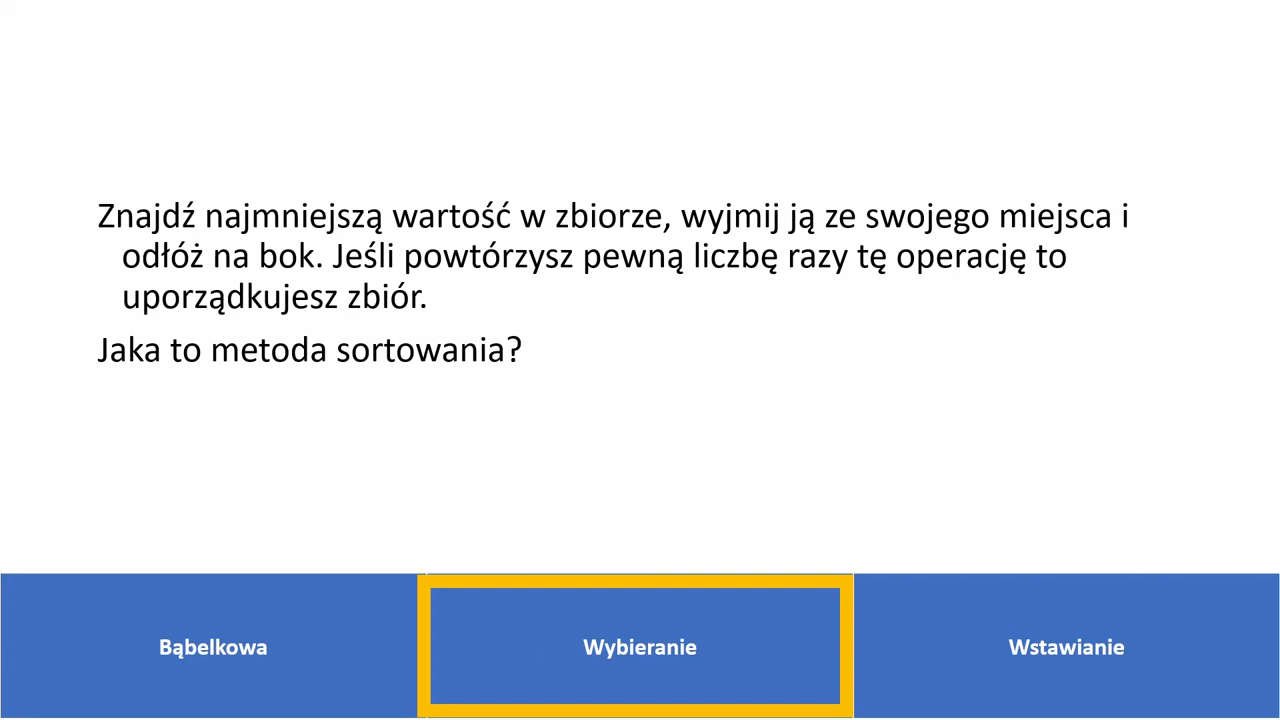 Znajdź najmniejszą wartość w zbiorze, wyjmij ją ze swojego miejsca i
odłóż na bok. Jeśli powtórzysz pewną liczbę razy tę operację to
uporządkujesz zbiór.
Jaka to metoda sortowania?
Bąbelkowa
Wybieranie
Wstawianie